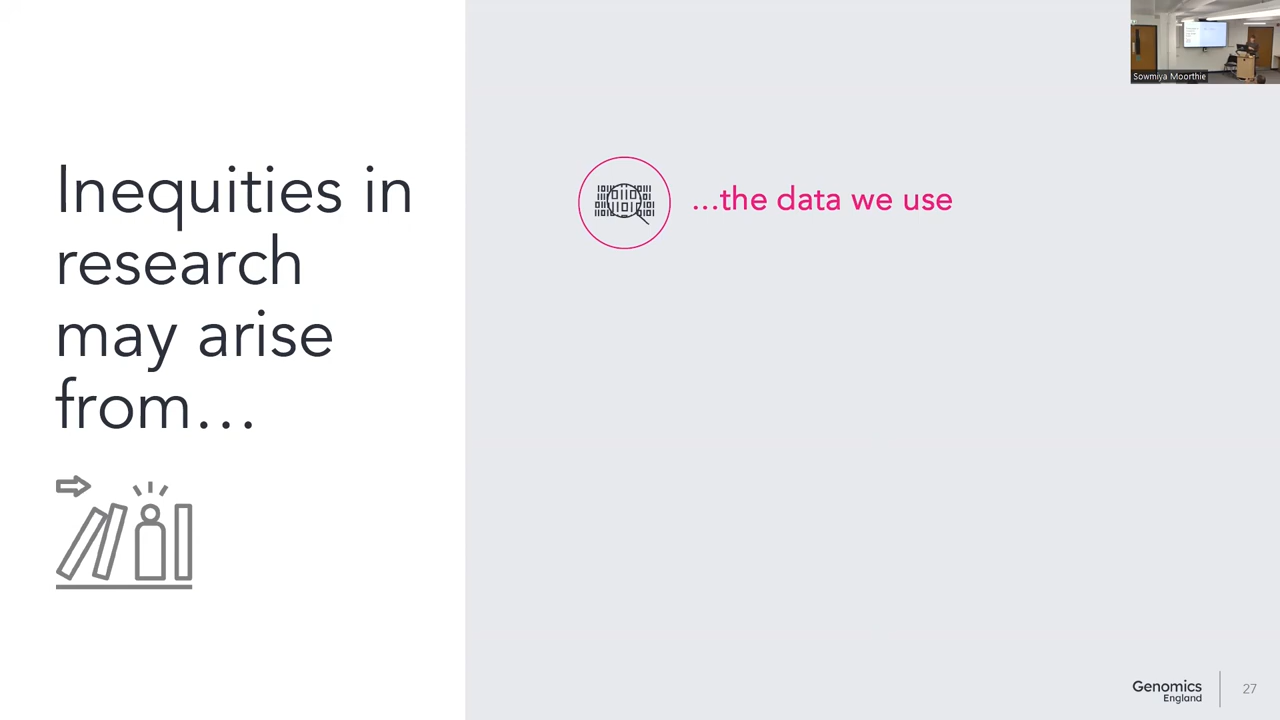 Inequities in
research
may arise
from...
...the data we use
Sowmiya Moorthie
Genomics
England
27